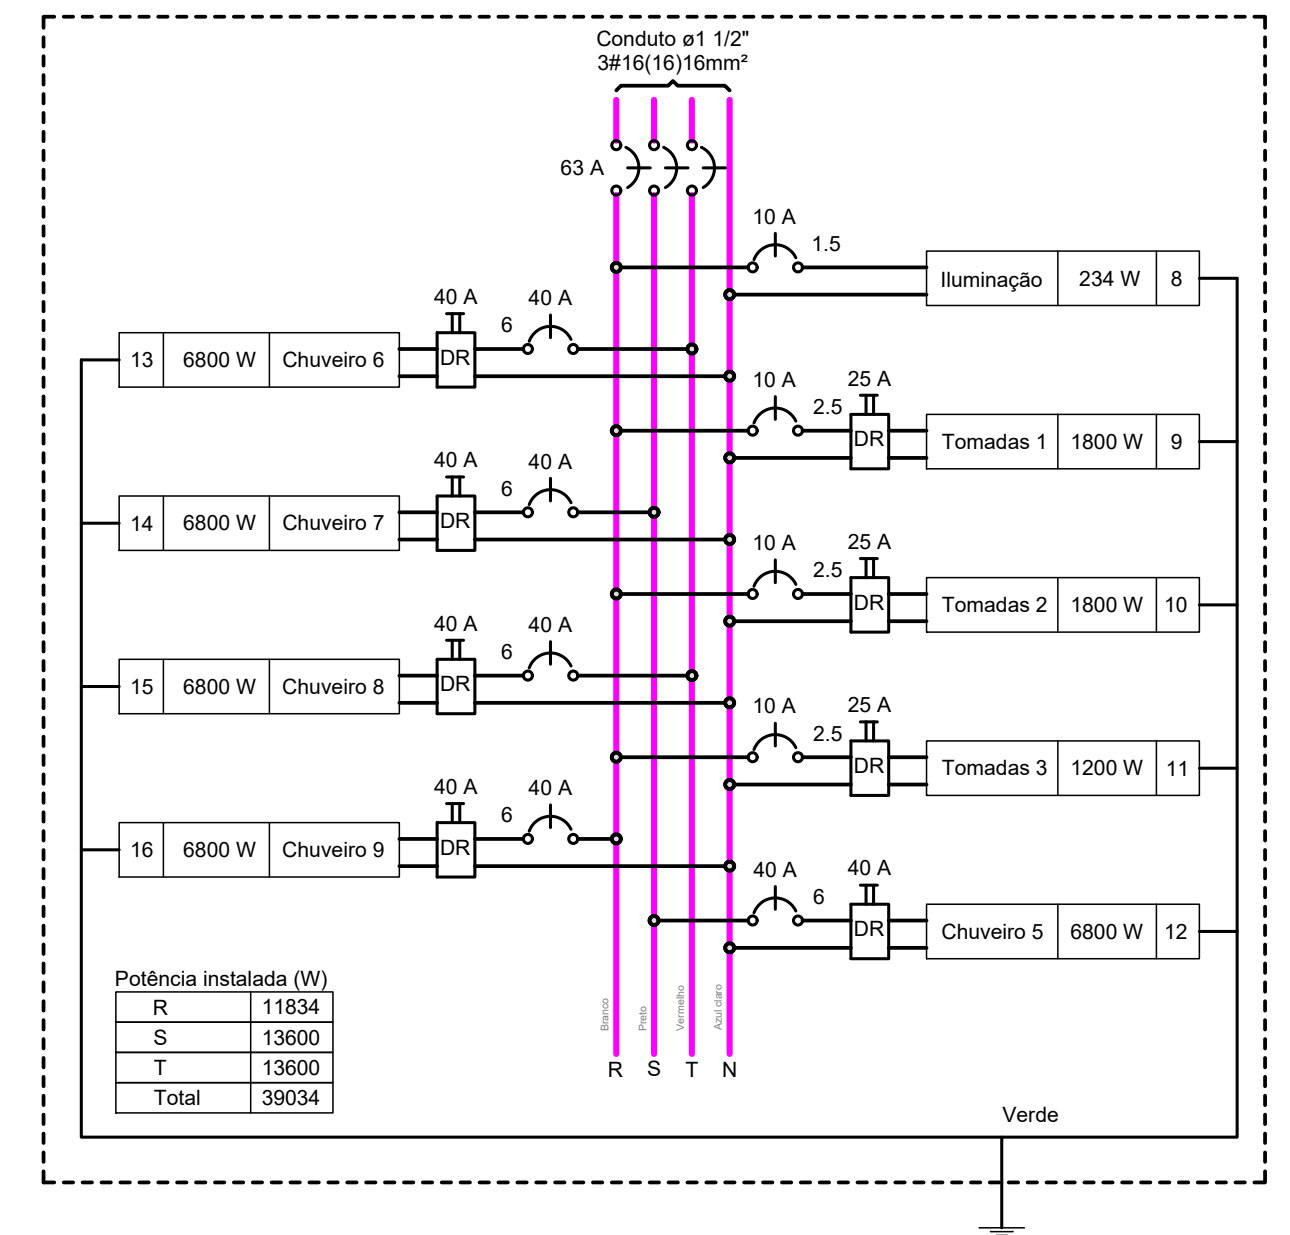 Conduto ø1 1/2"
3#16(16)16mm²
63 A
10 A
1.5
Iluminação 234 W 8
40 A 40 A
6
13 6800 W Chuveiro 6 DR
10 A 25 A
2.5
DR Tomadas 1 1800 W 9
40 A 40 A
6
14 6800 W Chuveiro 7 DR
10 A 25 A
2.5
DR Tomadas 2 1800 W 10
40 A 40 A
6
15 6800 W Chuveiro 8 DR
10 A 25 A
2.5
DR Tomadas 3 1200 W 11
40 A 40 A
6
16 6800 W Chuveiro 9 DR
40 A 40 A
6
DR Chuveiro 5 6800 W 12
Potência instalada (W)
R 11834
S 13600
T 13600
Total 39034
Branco
Preto
Vermelho
Azul claro
R S T N
Verde